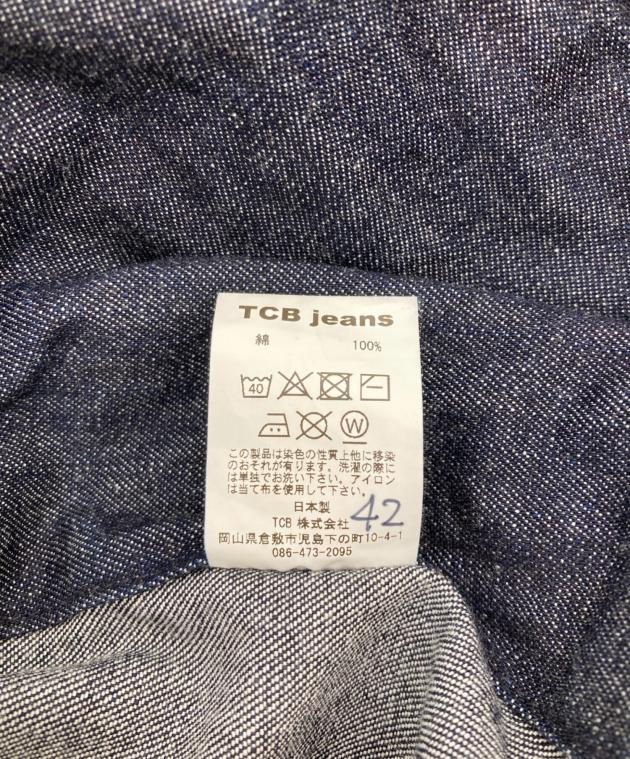 TCB jeans
綿 100%
40
W
この製品は染色の性質上他に移染
のおそれが有ります。洗濯の際に
は単独でお洗い下さい。アイロン
は当て布を使用して下さい。
日本製
TCB 株式会社 42
岡山県倉敷市児島下の町10-4-1
086-473-2095